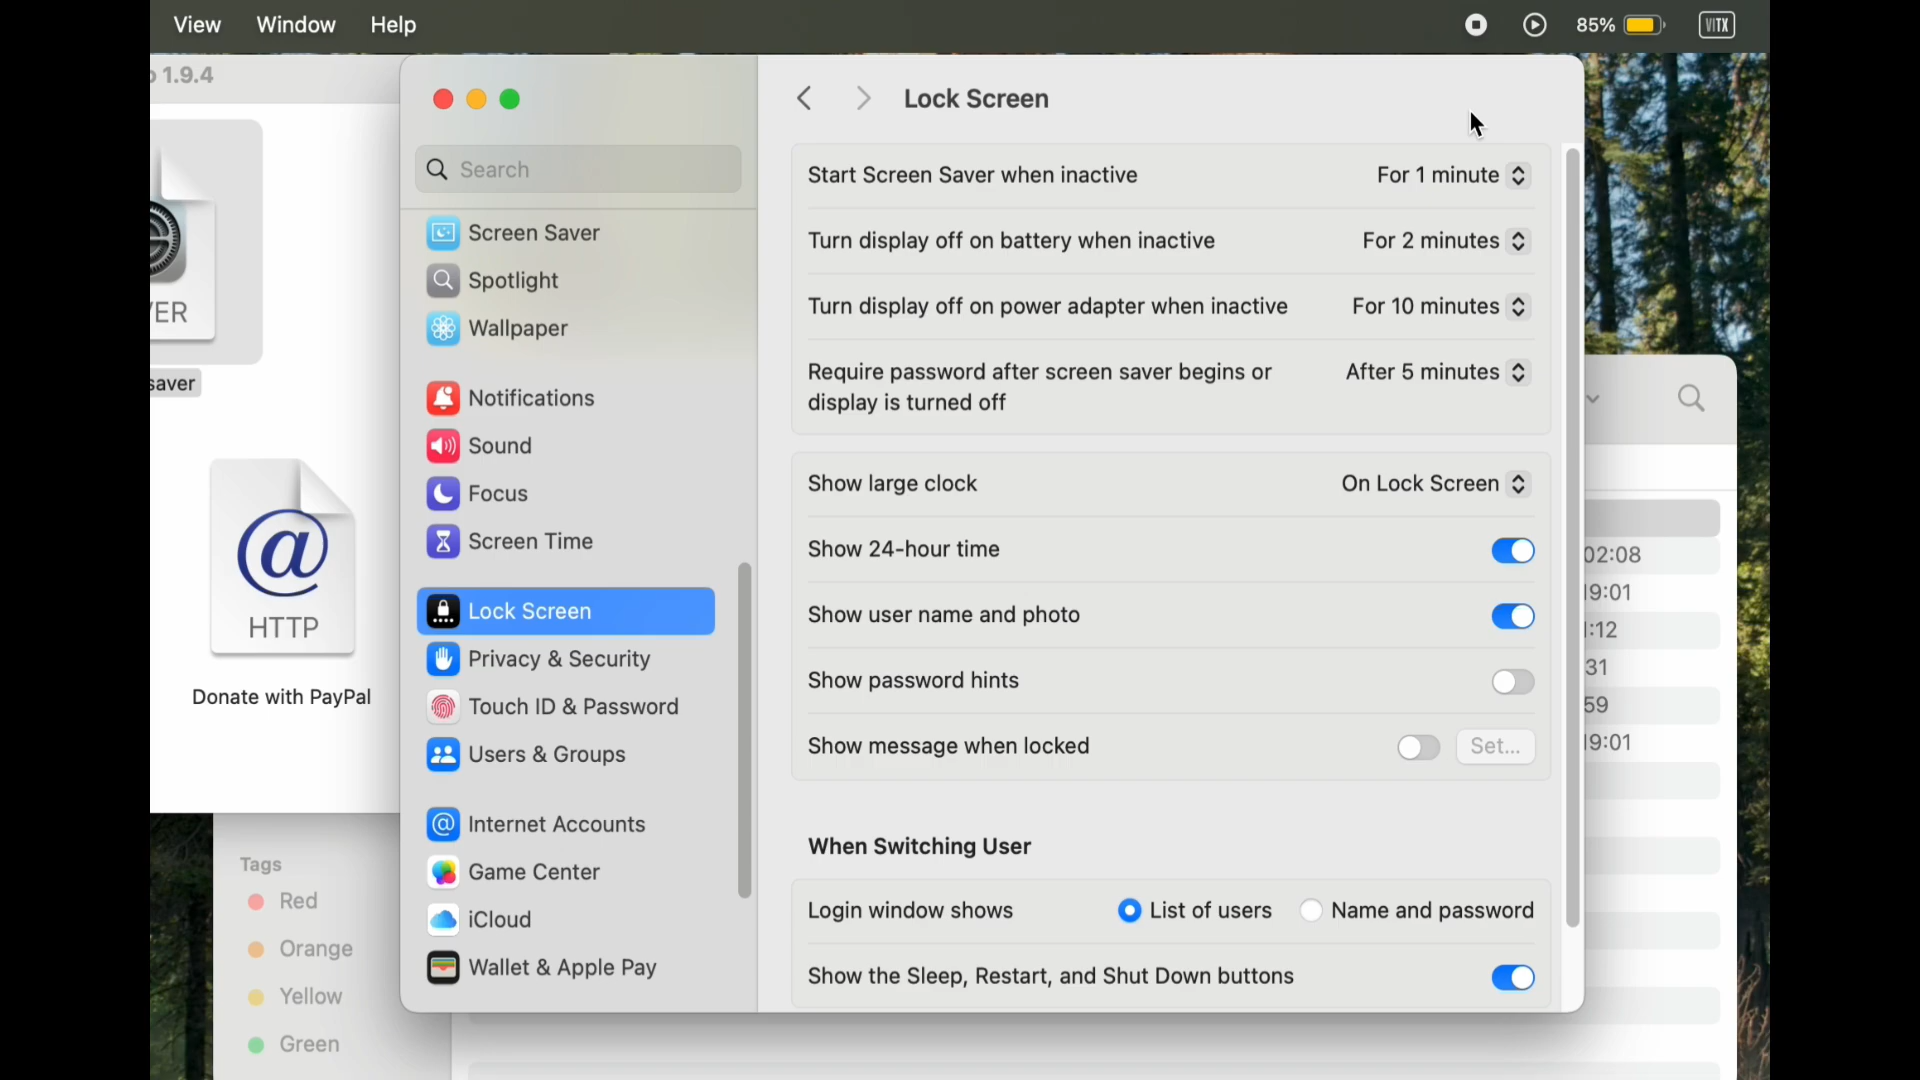 View Window Help
85%
VITX
1.9.4
VER
saver
HTTP
Donate with PayPal
Tags
Red
Orange
Yellow
Green
Search
Screen Saver
Spotlight
Wallpaper
Notifications
Sound
Focus
Screen Time
Lock Screen
Privacy & Security
Touch ID & Password
Users & Groups
Internet Accounts
Game Center
iCloud
Wallet & Apple Pay
Lock Screen
Start Screen Saver when inactive For 1 minute
Turn display off on battery when inactive For 2 minutes
Turn display off on power adapter when inactive For 10 minutes
Require password after screen saver begins or After 5 minutes
display is turned off
Show large clock On Lock Screen
Show 24-hour time
Show user name and photo
Show password hints
Show message when locked Set...
When Switching User
Login window shows List of users Name and password
Show the Sleep, Restart, and Shut Down buttons
02:08
19:01
:12
31
59
19:01